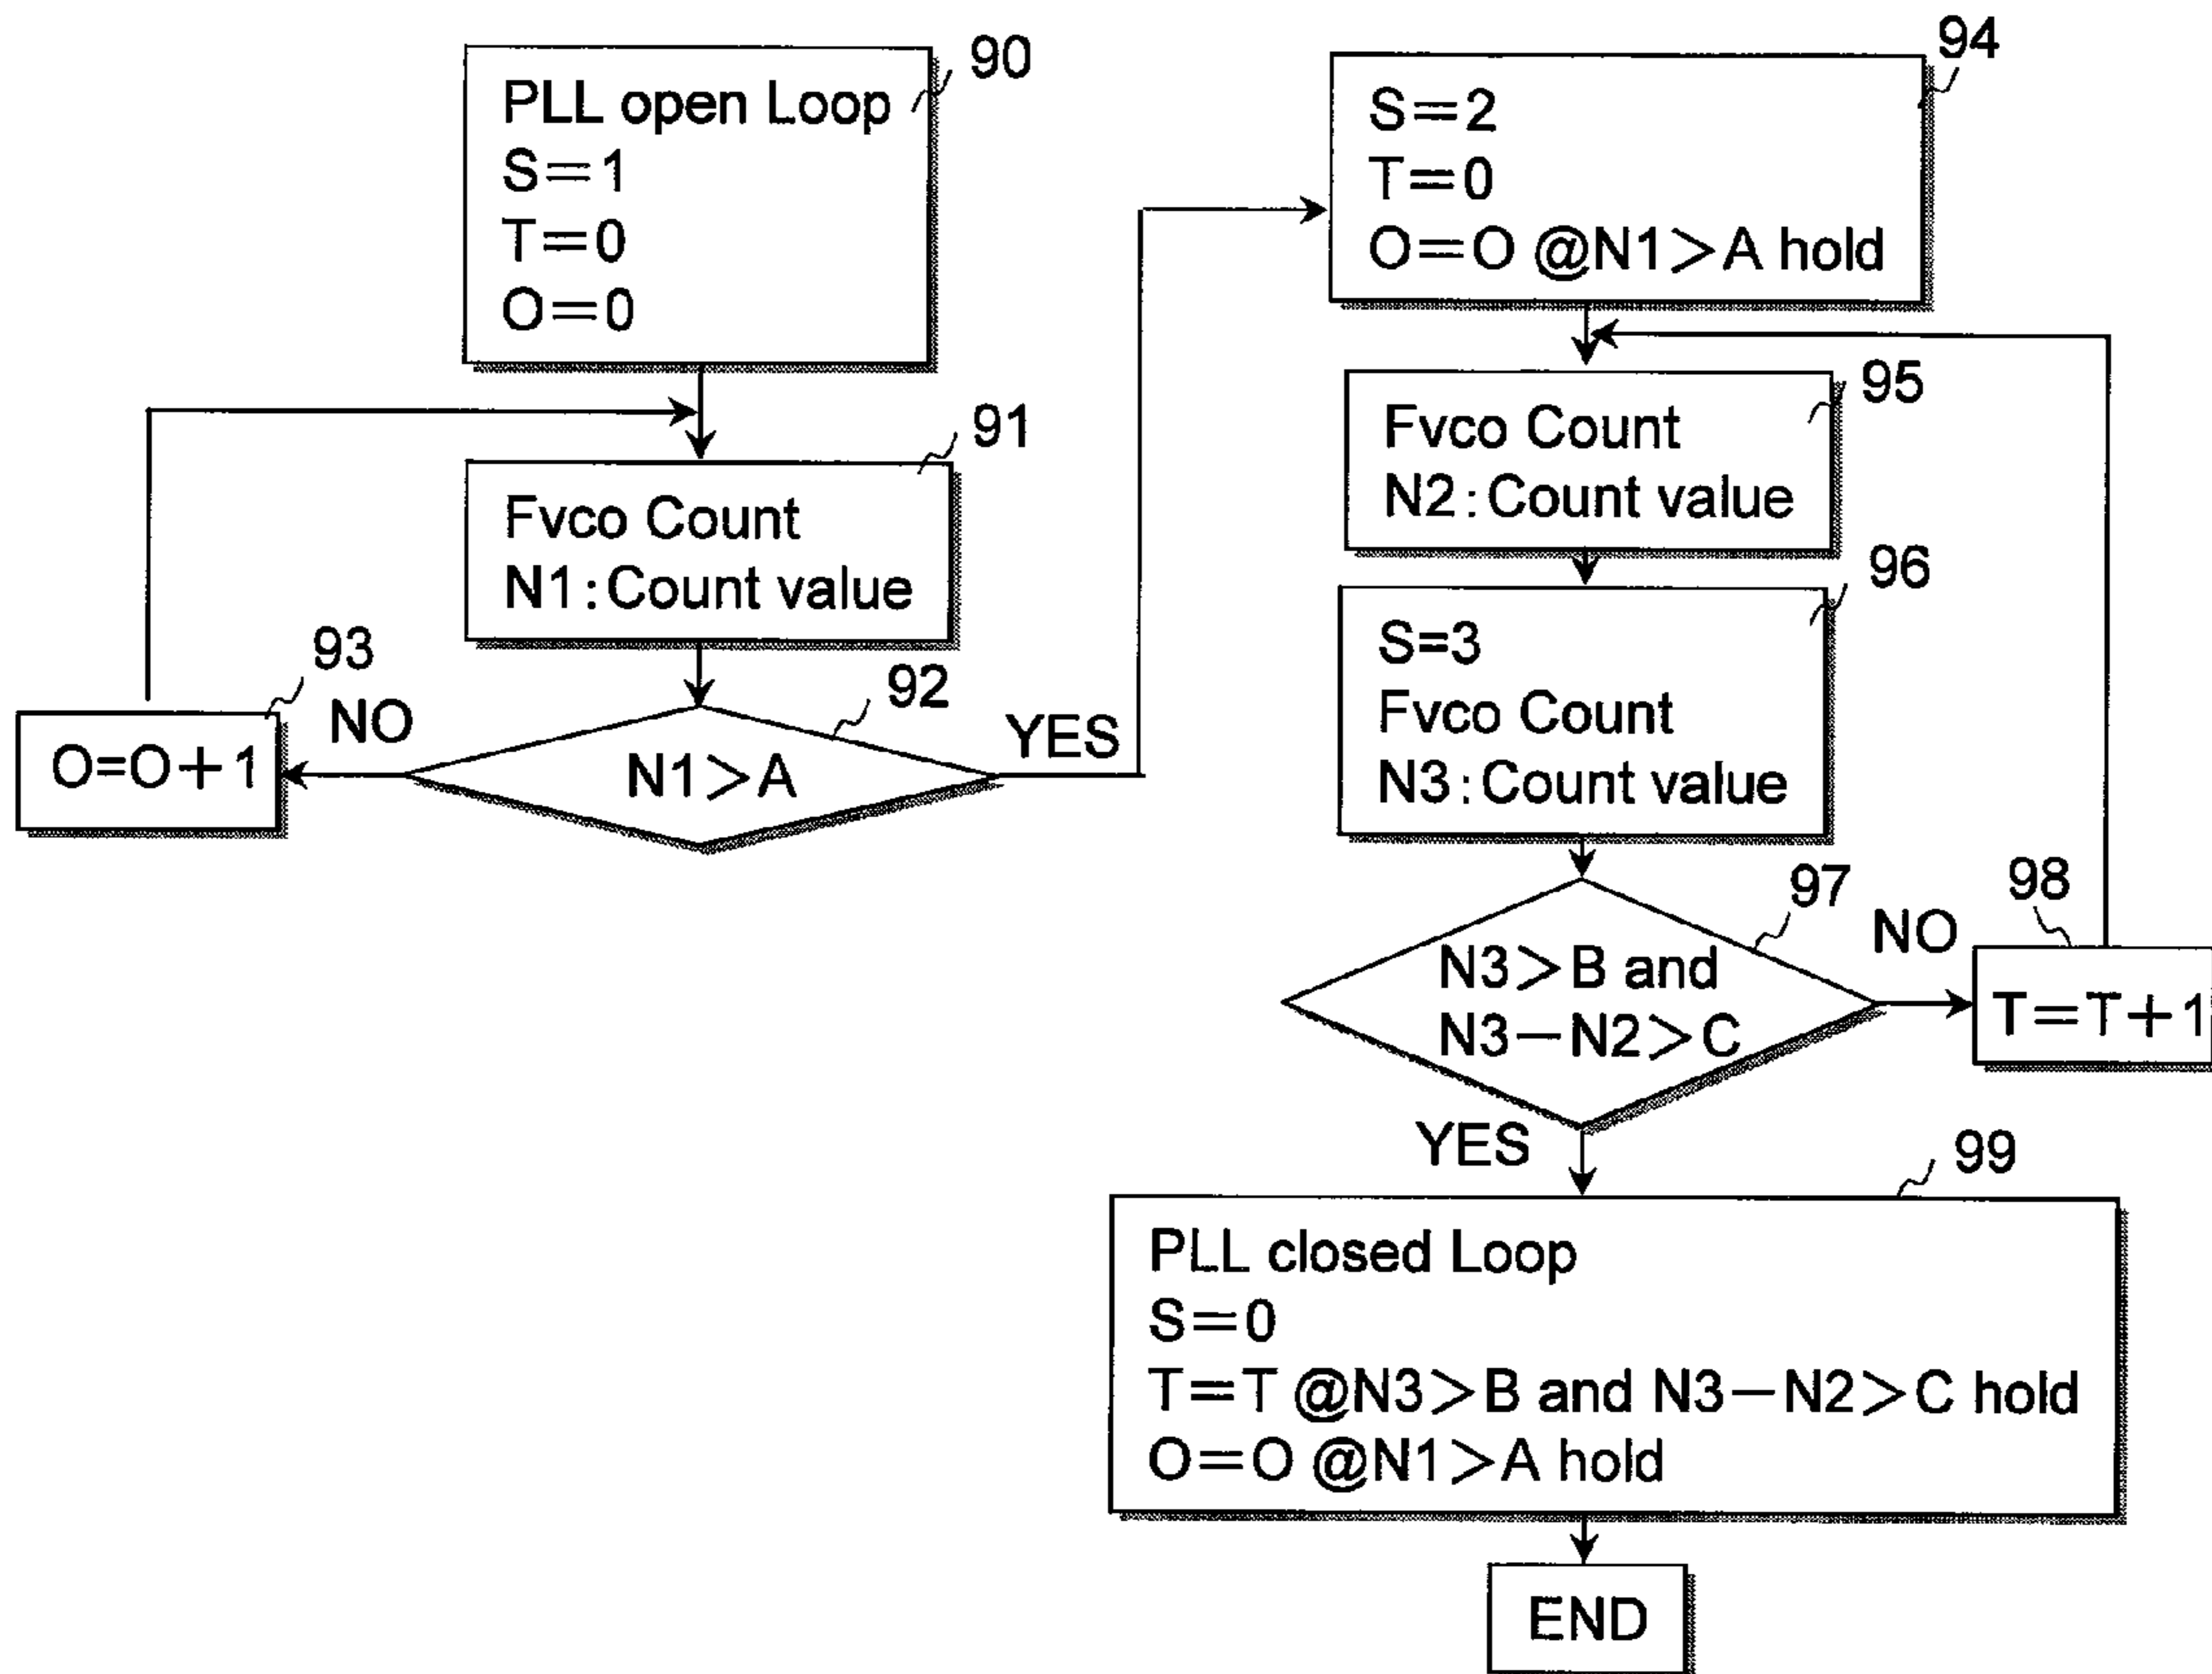 90
PLL open Loop
S=1
T=0
O=0
91
Fvco Count
N1:Count value
92
N1>A
NO
YES
93
O=O+1
94
S=2
T=0
O=O @N1>A hold
95
Fvco Count
N2:Count value
96
S=3
Fvco Count
N3:Count value
97
N3>B and
N3-N2>C
NO
98
T=T+1
YES
99
PLL closed Loop
S=0
T=T @N3>B and N3-N2>C hold
O=O @N1>A hold
END